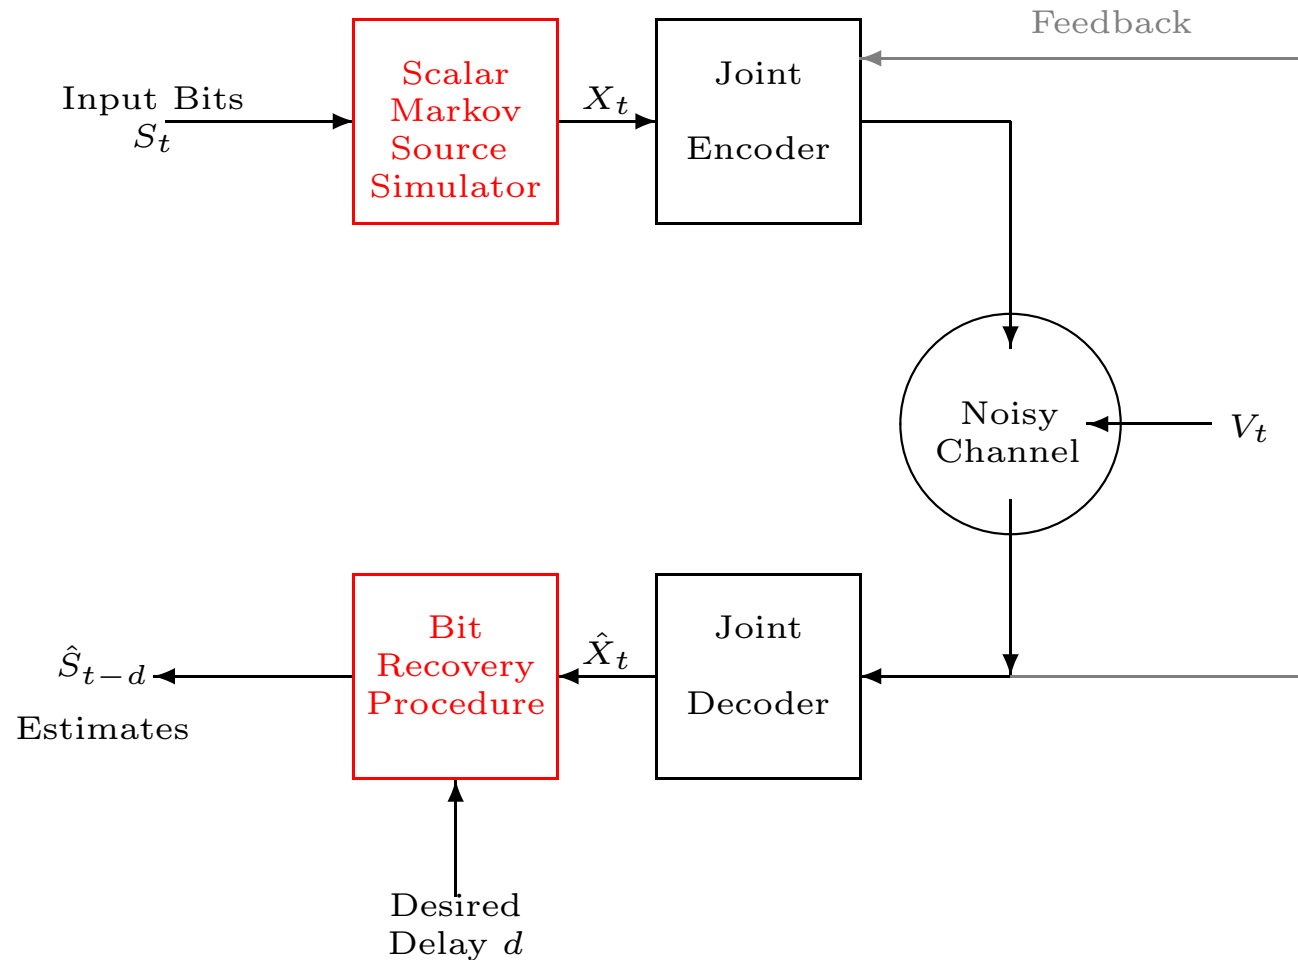 Feedback
Input Bits
S_t
Scalar
Markov
Source
Simulator
X_t
Joint
Encoder
Noisy
Channel
V_t
Ŝ_{t−d}
Estimates
Bit
Recovery
Procedure
X̂_t
Joint
Decoder
Desired
Delay d